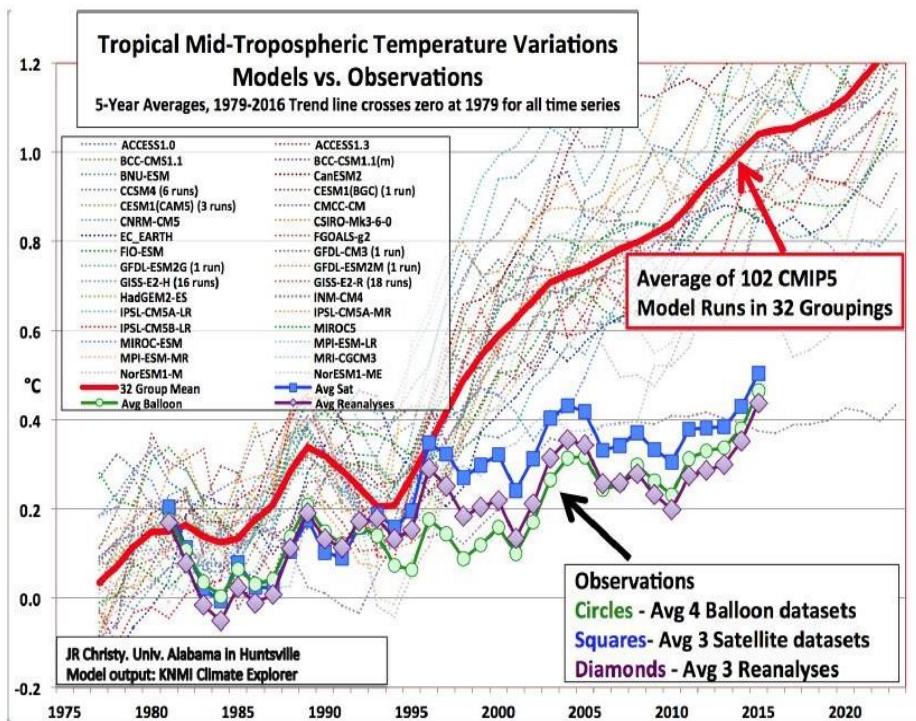 Tropical Mid-Tropospheric Temperature Variations
Models vs. Observations
5-Year Averages, 1979-2016 Trend line crosses zero at 1979 for all time series
1.2
1.0
0.8
0.6
°C
0.4
0.2
0.0
-0.2
ACCESS1.0 ACCESS1.3
BCC-CMS1.1 BCC-CSM1.1(m)
BNU-ESM CanESM2
CCSM4 (6 runs) CESM1(BGC) (1 run)
CESM1(CAM5) (3 runs) CMCC-CM
CNRM-CM5 CSIRO-Mk3-6-0
EC_EARTH FGOALS-g2
FIO-ESM GFDL-CM3 (1 run)
GFDL-ESM2G (1 run) GFDL-ESM2M (1 run)
GISS-E2-H (16 runs) GISS-E2-R (18 runs)
HadGEM2-ES INM-CM4
IPSL-CM5A-LR IPSL-CM5A-MR
IPSL-CM5B-LR MIROC5
MIROC-ESM MPI-ESM-LR
MPI-ESM-MR MRI-CGCM3
NorESM1-M NorESM1-ME
32 Group Mean Avg Sat
Avg Balloon Avg Reanalyses
Average of 102 CMIP5
Model Runs in 32 Groupings
Observations
Circles - Avg 4 Balloon datasets
Squares- Avg 3 Satellite datasets
Diamonds - Avg 3 Reanalyses
JR Christy. Univ. Alabama in Huntsville
Model output: KNMI Climate Explorer
1975 1980 1985 1990 1995 2000 2005 2010 2015 2020